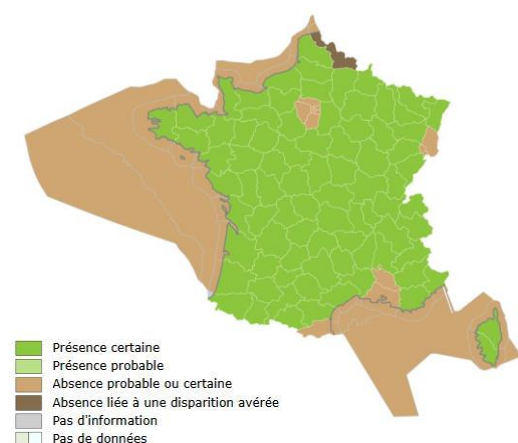 Présence certaine
Présence probable
Absence probable ou certaine
Absence liée à une disparition avérée
Pas d'information
Pas de données